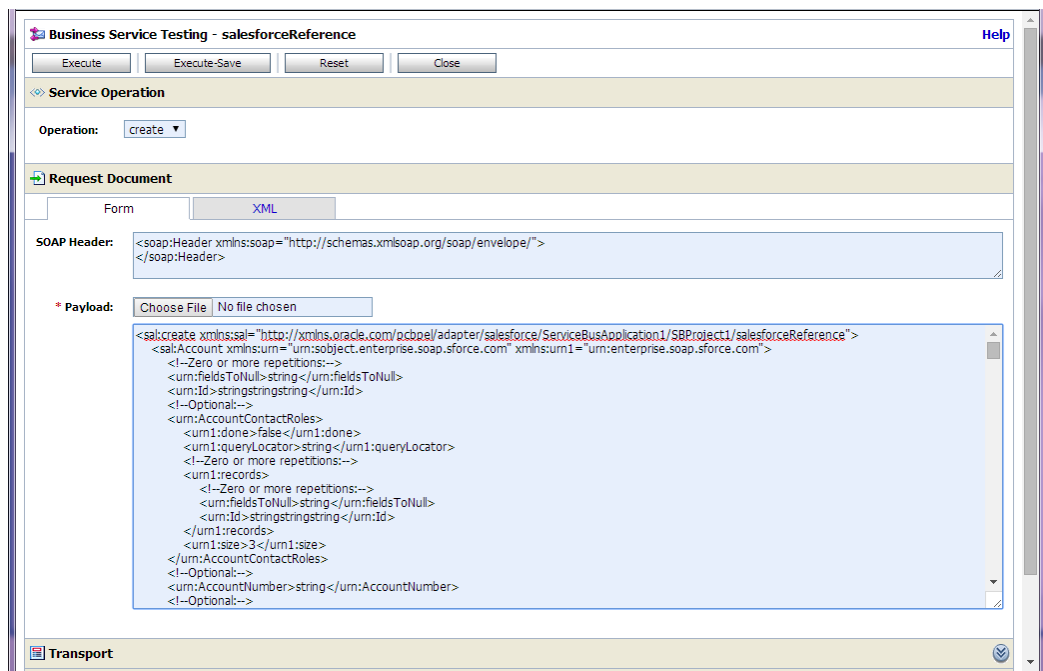 Business Service Testing - salesforceReference
Help
Execute
Execute-Save
Reset
Close
Service Operation
Operation:
create
Request Document
Form
XML
SOAP Header:
<soap:Header xmlns:soap="http://schemas.xmlsoap.org/soap/envelope/">
</soap:Header>
* Payload:
Choose File No file chosen
<sal:create xmlns:sal="http://xmlns.oracle.com/pcbpel/adapter/salesforce/ServiceBusApplication1/SBProject1/salesforceReference">
<sal:Account xmlns:urn="urn:sobject.enterprise.soap.sforce.com" xmlns:urn1="urn:enterprise.soap.sforce.com">
<!--Zero or more repetitions:-->
<urn:fieldsToNull>string</urn:fieldsToNull>
<urn:Id>stringstringstring</urn:Id>
<!--Optional:-->
<urn:AccountContactRoles>
<urn1:done>false</urn1:done>
<urn1:queryLocator>string</urn1:queryLocator>
<!--Zero or more repetitions:-->
<urn1:records>
<!--Zero or more repetitions:-->
<urn:fieldsToNull>string</urn:fieldsToNull>
<urn:Id>stringstringstring</urn:Id>
</urn1:records>
<urn1:size>3</urn1:size>
</urn:AccountContactRoles>
<!--Optional:-->
<urn:AccountNumber>string</urn:AccountNumber>
<!--Optional:-->
Transport